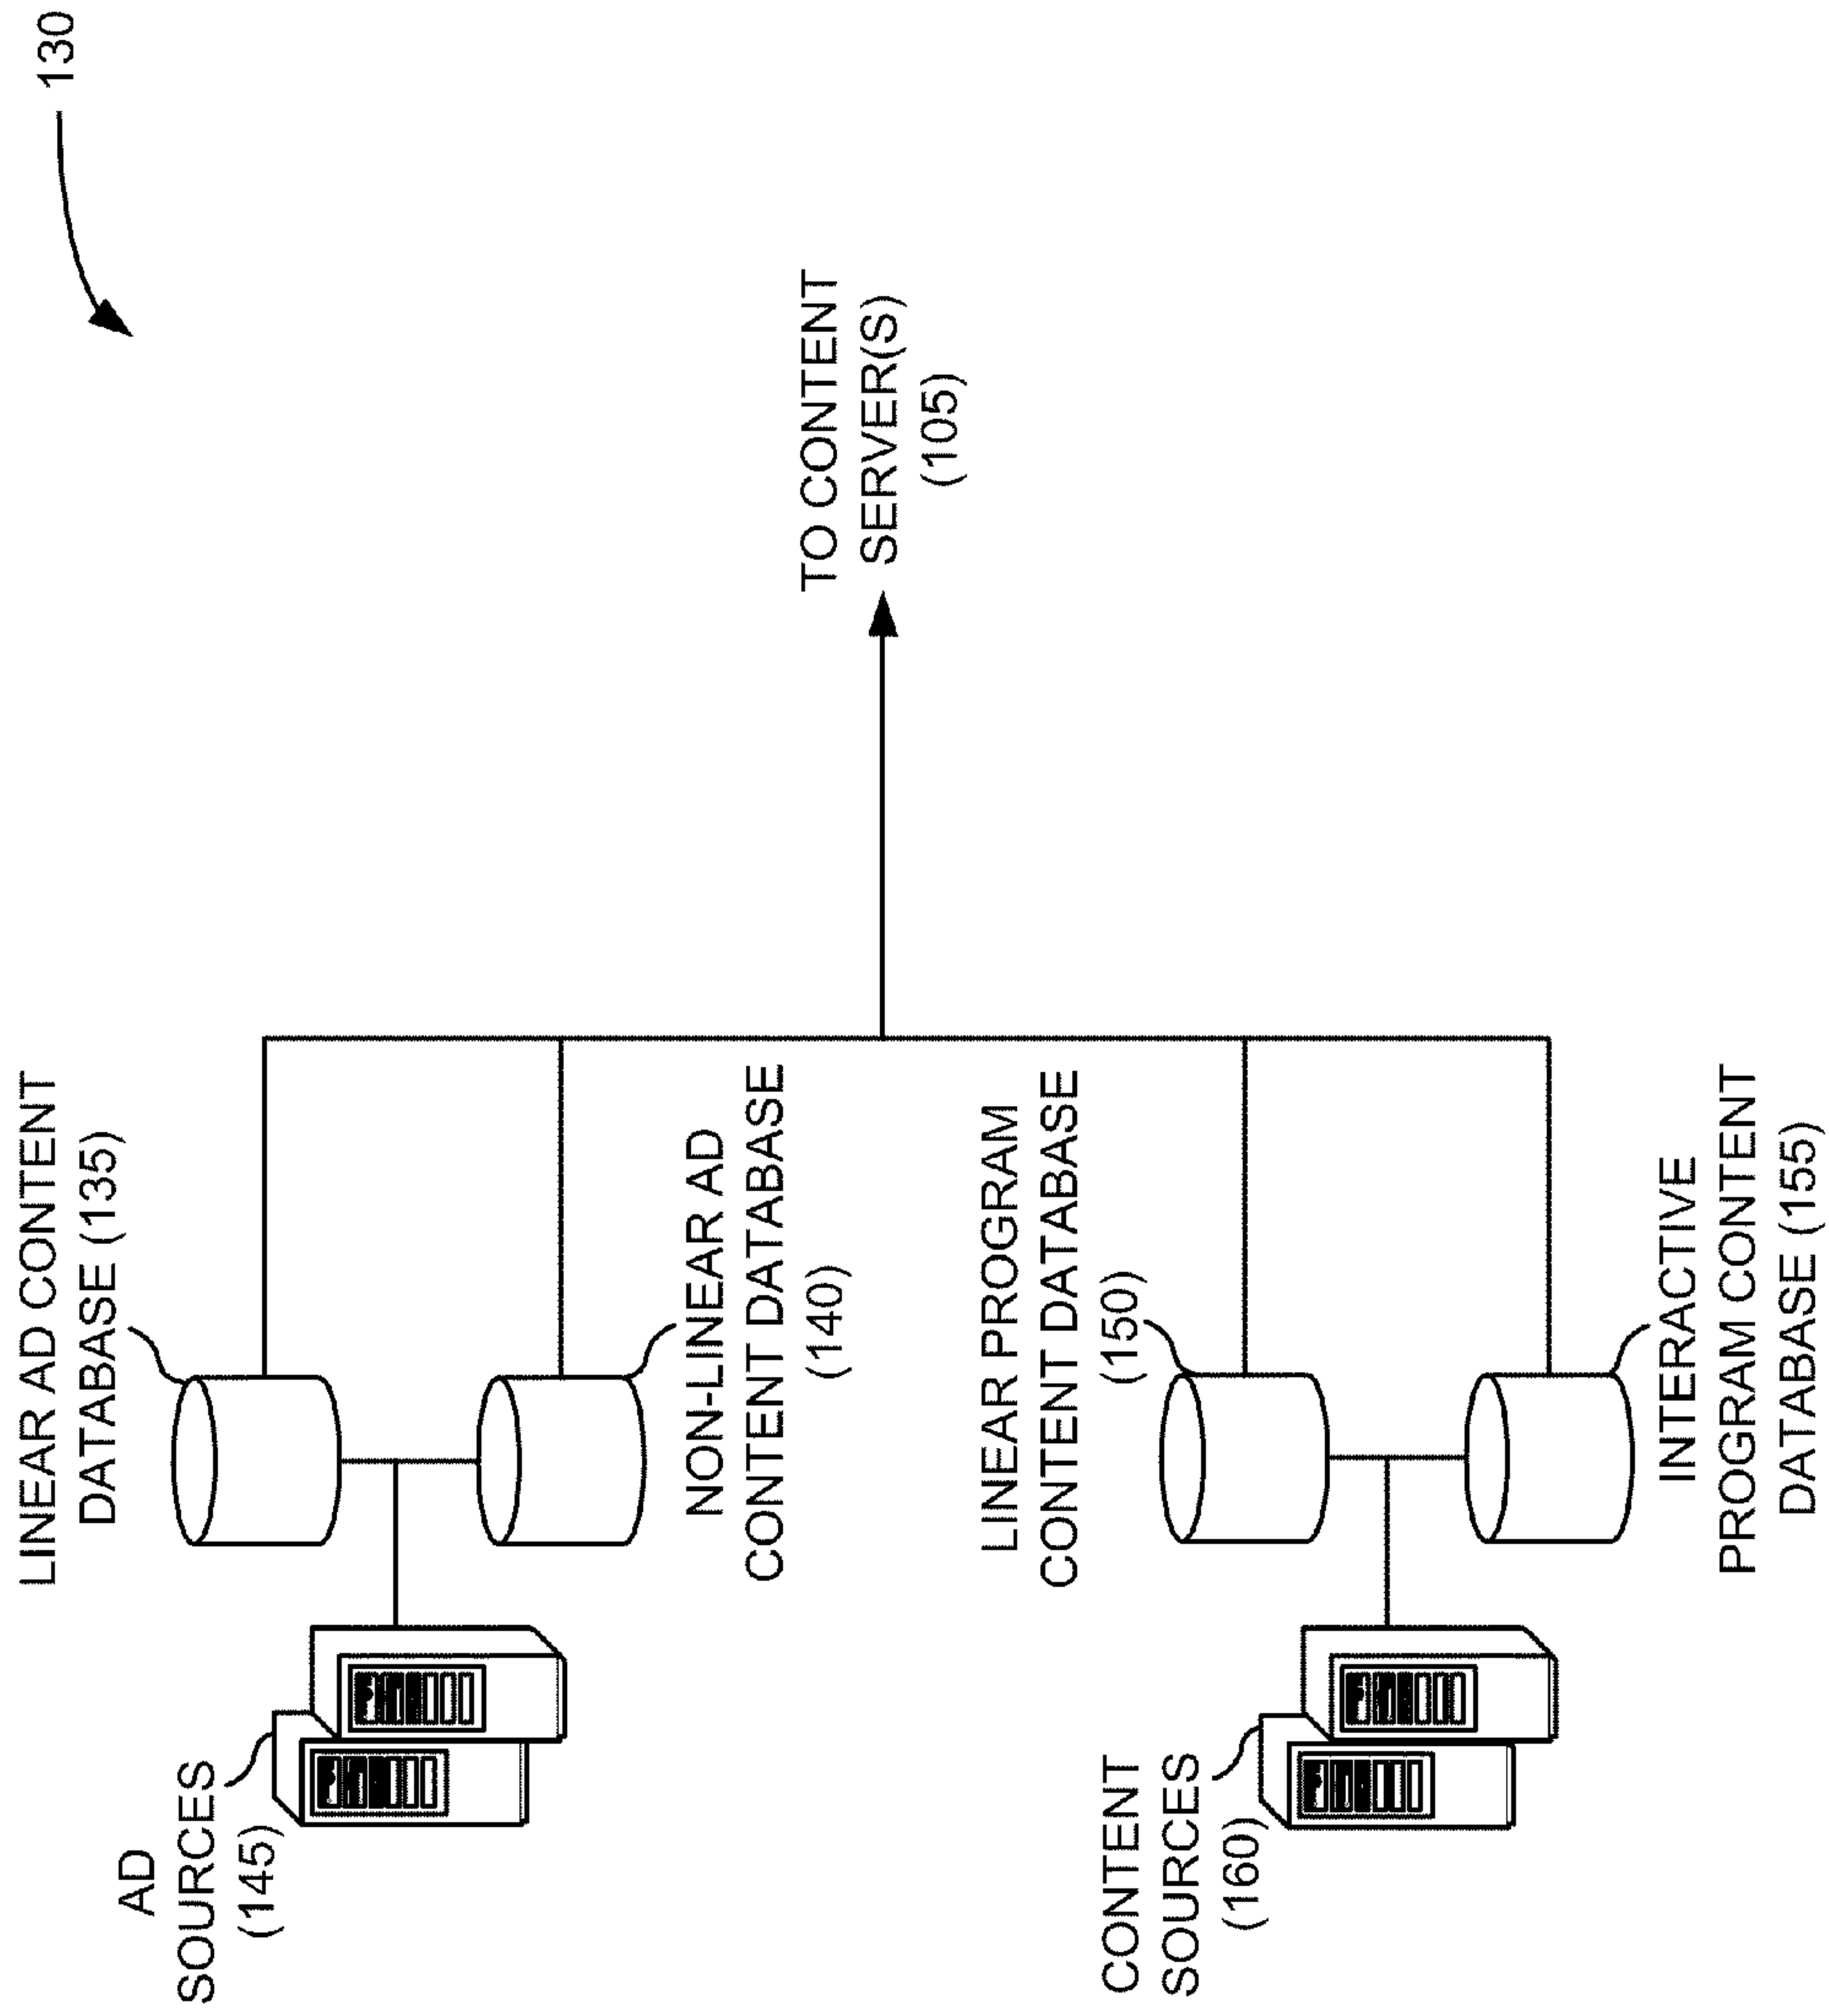 130
LINEAR AD CONTENT
DATABASE (135)
AD
SOURCES
(145)
NON-LINEAR AD
CONTENT DATABASE
(140)
TO CONTENT
SERVER(S)
(105)
LINEAR PROGRAM
CONTENT DATABASE
(150)
CONTENT
SOURCES
(160)
INTERACTIVE
PROGRAM CONTENT
DATABASE (155)